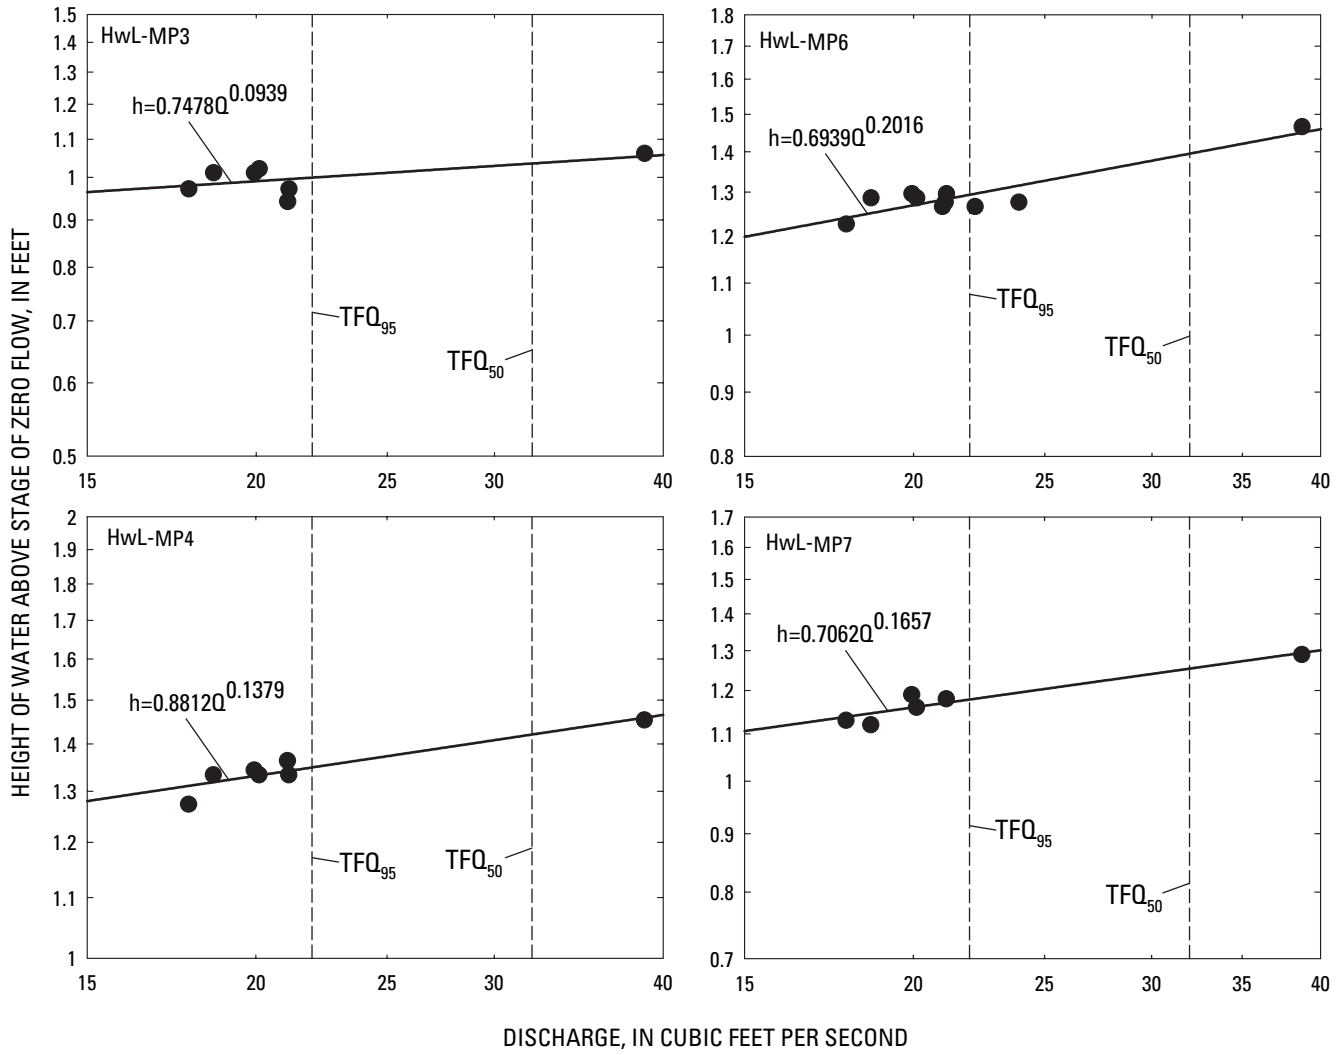 HEIGHT OF WATER ABOVE STAGE OF ZERO FLOW, IN FEET
HwL-MP3
1.5
1.4
1.3
1.2
1.1
1
0.9
0.8
0.7
0.6
0.5
h=0.7478Q^0.0939
TFQ95
TFQ50
15 20 25 30 40
HwL-MP6
1.8
1.7
1.6
1.5
1.4
1.3
1.2
1.1
1
0.9
0.8
h=0.6939Q^0.2016
TFQ95
TFQ50
15 20 25 30 35 40
HwL-MP4
2
1.9
1.8
1.7
1.6
1.5
1.4
1.3
1.2
1.1
1
h=0.8812Q^0.1379
TFQ95
TFQ50
15 20 25 30 40
HwL-MP7
1.7
1.6
1.5
1.4
1.3
1.2
1.1
1
0.9
0.8
0.7
h=0.7062Q^0.1657
TFQ95
TFQ50
15 20 25 30 35 40
DISCHARGE, IN CUBIC FEET PER SECOND